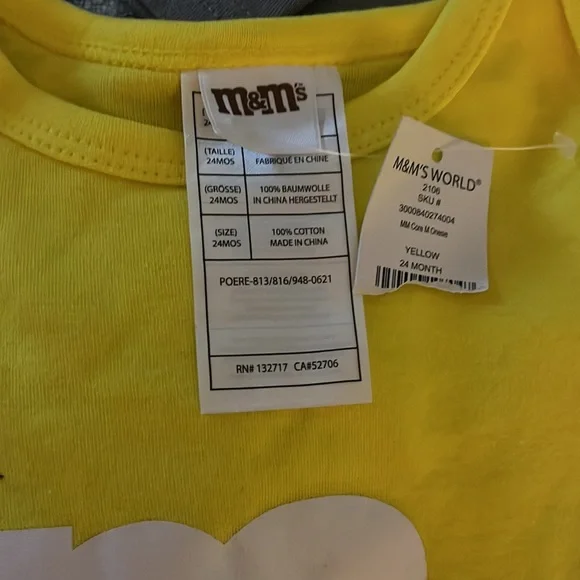 m&m's
(TAILLE)
24MOS
FABRIQUÉ EN CHINE
(GRÖSSE)
24MOS
100% BAUMWOLLE
IN CHINA HERGESTELLT
(SIZE)
24MOS
100% COTTON
MADE IN CHINA
POERE-813/816/948-0621
RN# 132717 CA#52706
M&M'S WORLD®
2106
SKU #
3000840274004
MM Core M Onesie
YELLOW
24 MONTH